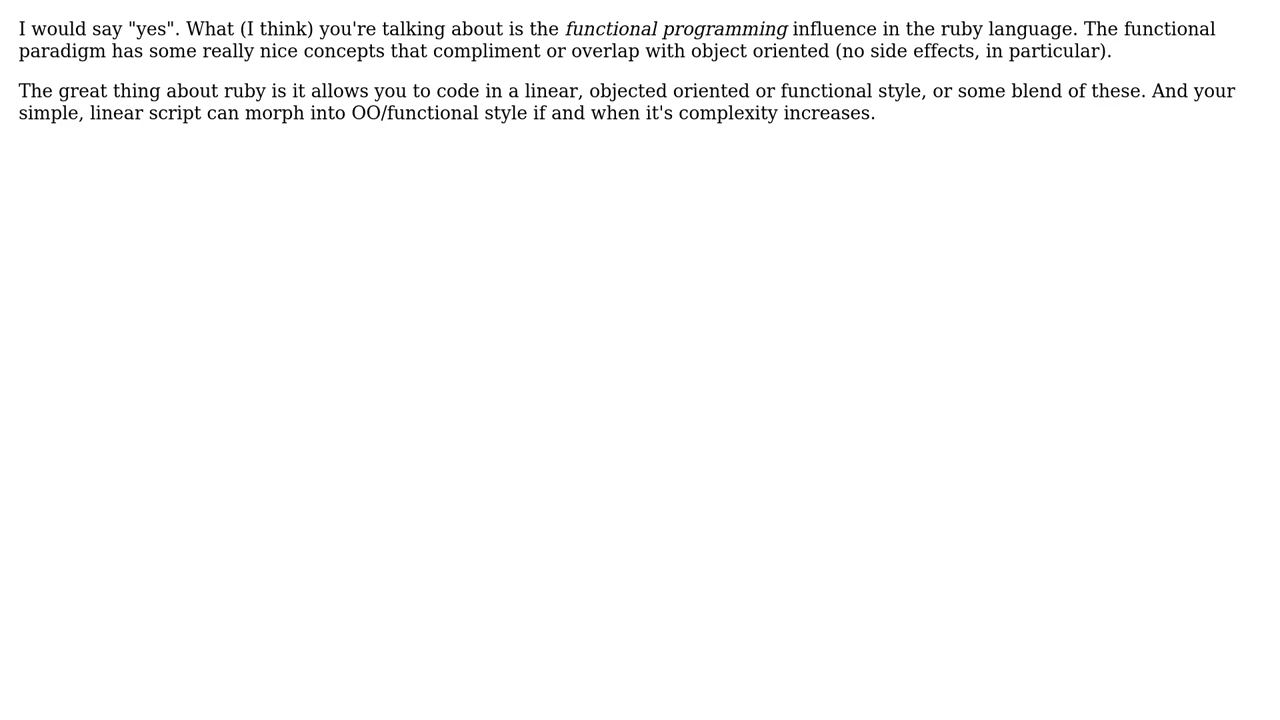 I would say "yes". What (I think) you're talking about is the functional programming influence in the ruby language. The functional
paradigm has some really nice concepts that compliment or overlap with object oriented (no side effects, in particular).
The great thing about ruby is it allows you to code in a linear, objected oriented or functional style, or some blend of these. And your
simple, linear script can morph into OO/functional style if and when it's complexity increases.